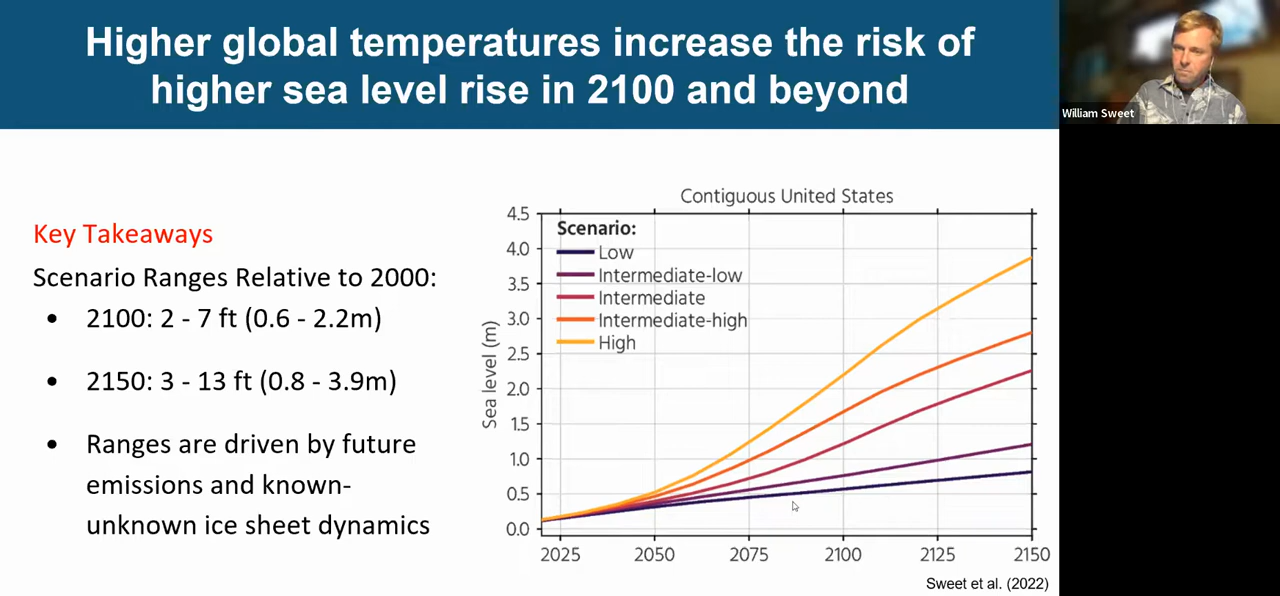 Higher global temperatures increase the risk of
higher sea level rise in 2100 and beyond
William Sweet
Key Takeaways
Scenario Ranges Relative to 2000:
• 2100: 2 - 7 ft (0.6 - 2.2m)
• 2150: 3 - 13 ft (0.8 - 3.9m)
• Ranges are driven by future
emissions and known-
unknown ice sheet dynamics
Contiguous United States
Sea level (m)
4.5
4.0
3.5
3.0
2.5
2.0
1.5
1.0
0.5
0.0
Scenario:
Low
Intermediate-low
Intermediate
Intermediate-high
High
2025 2050 2075 2100 2125 2150
Sweet et al. (2022)